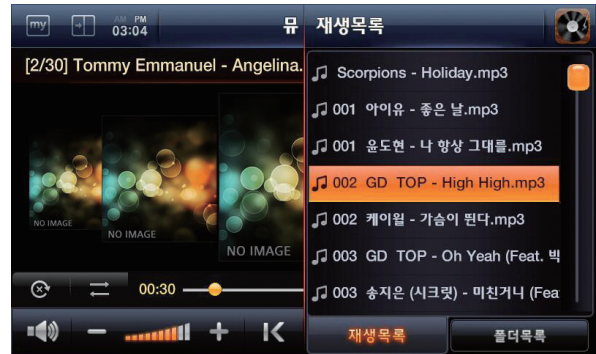 my
AM PM
03:04
뮤
[2/30] Tommy Emmanuel - Angelina.
NO IMAGE
NO IMAGE
NO IMAGE
00:30
재생목록
Scorpions - Holiday.mp3
001 아이유 - 좋은 날.mp3
001 윤도현 - 나 항상 그대를.mp3
002 GD TOP - High High.mp3
002 케이윌 - 가슴이 뛴다.mp3
003 GD TOP - Oh Yeah (Feat. 빅
003 송지은 (시크릿) - 미친거니 (Fea
재생목록
폴더목록